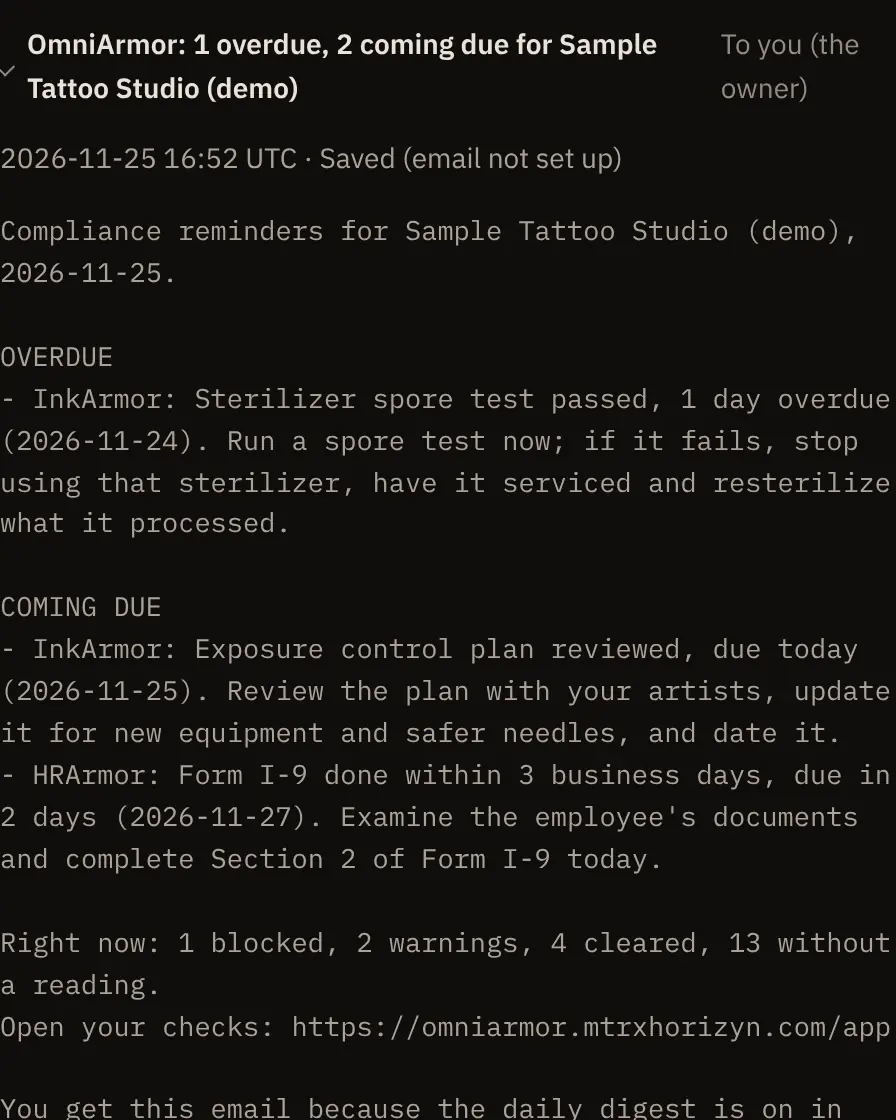 OmniArmor: 1 overdue, 2 coming due for Sample
Tattoo Studio (demo)
To you (the
owner)
2026-11-25 16:52 UTC · Saved (email not set up)
Compliance reminders for Sample Tattoo Studio (demo),
2026-11-25.
OVERDUE
- InkArmor: Sterilizer spore test passed, 1 day overdue
(2026-11-24). Run a spore test now; if it fails, stop
using that sterilizer, have it serviced and resterilize
what it processed.
COMING DUE
- InkArmor: Exposure control plan reviewed, due today
(2026-11-25). Review the plan with your artists, update
it for new equipment and safer needles, and date it.
- HRArmor: Form I-9 done within 3 business days, due in
2 days (2026-11-27). Examine the employee's documents
and complete Section 2 of Form I-9 today.
Right now: 1 blocked, 2 warnings, 4 cleared, 13 without
a reading.
Open your checks: https://omniarmor.mtrxhorizyn.com/app
You get this email because the daily digest is on in